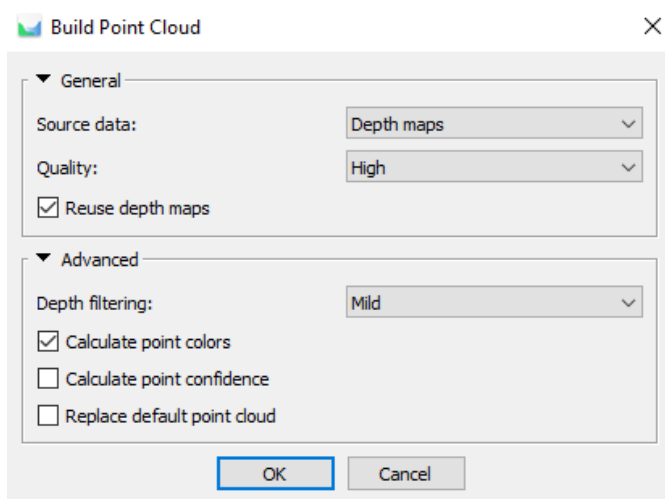 Build Point Cloud
General
Source data: Depth maps
Quality: High
Reuse depth maps
Advanced
Depth filtering: Mild
Calculate point colors
Calculate point confidence
Replace default point cloud
OK Cancel